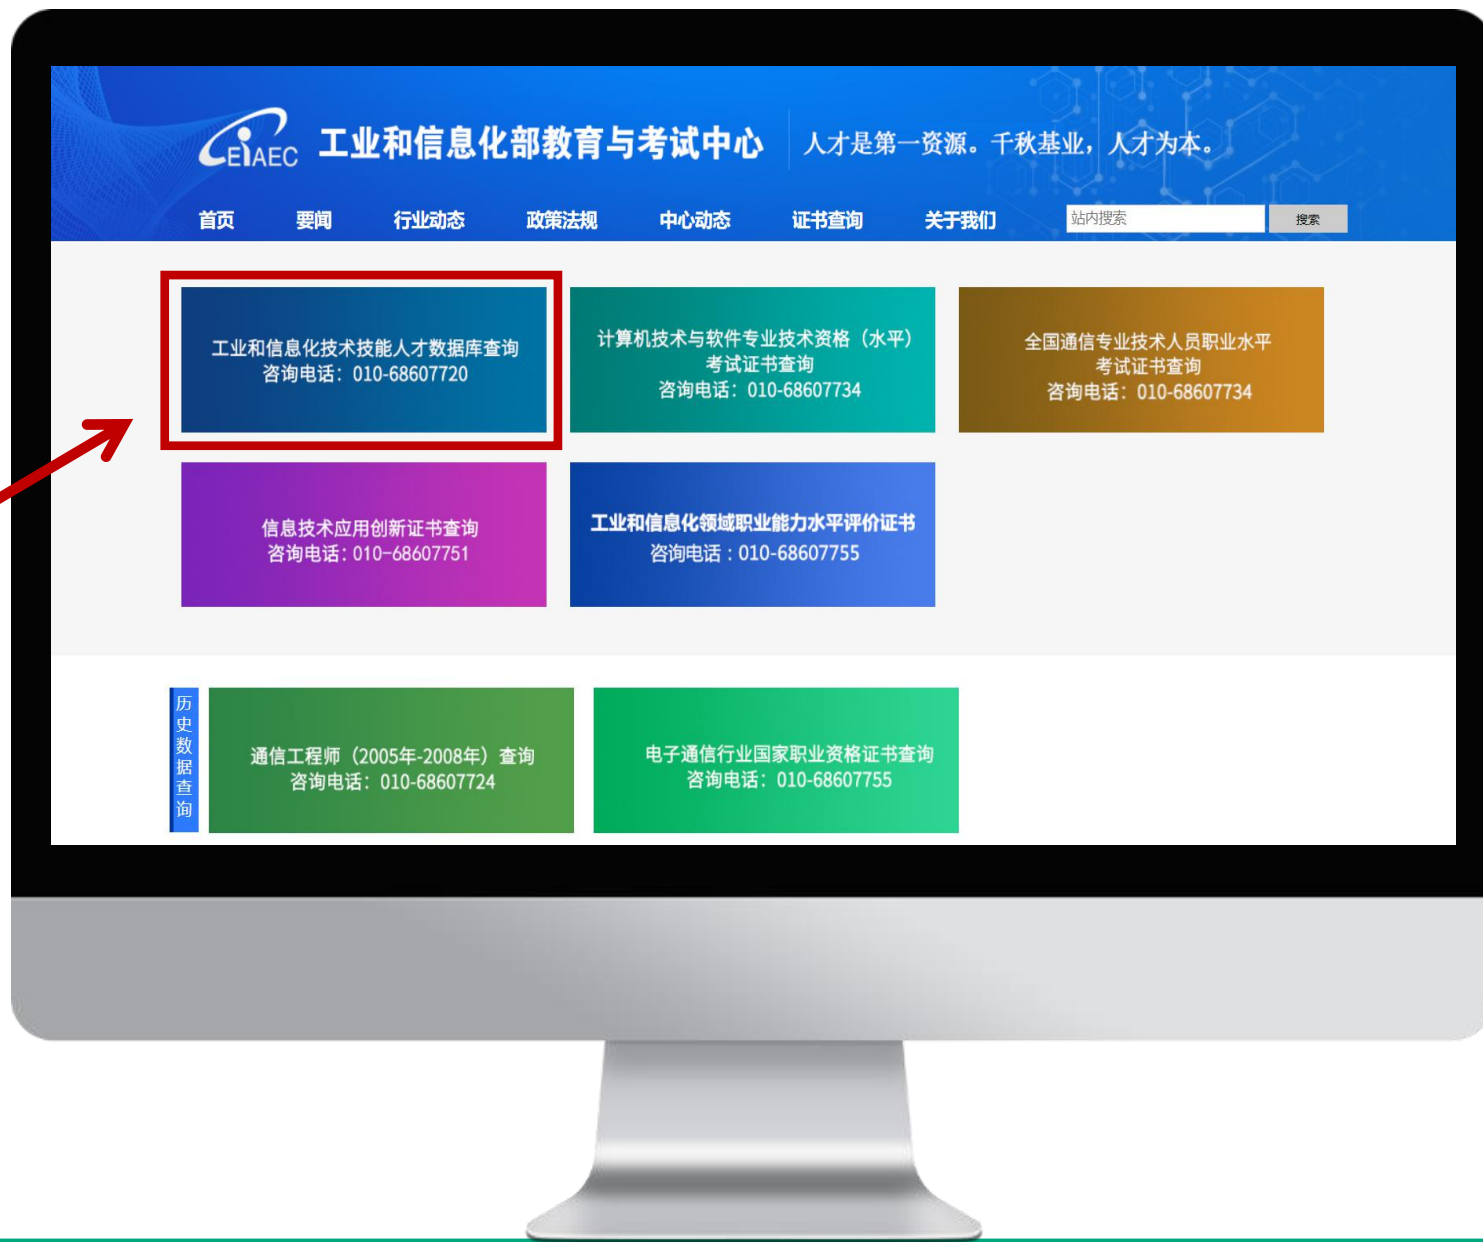 CEIAEC 工业和信息化部教育与考试中心 人才是第一资源。千秋基业，人才为本。
首页 要闻 行业动态 政策法规 中心动态 证书查询 关于我们 站内搜索 搜索
工业和信息化技术技能人才数据库查询
咨询电话：010-68607720
计算机技术与软件专业技术资格（水平）
考试证书查询
咨询电话：010-68607734
全国通信专业技术人员职业水平
考试证书查询
咨询电话：010-68607734
信息技术应用创新证书查询
咨询电话：010-68607751
工业和信息化领域职业能力水平评价证书
咨询电话：010-68607755
历史数据查询
通信工程师（2005年-2008年）查询
咨询电话：010-68607724
电子通信行业国家职业资格证书查询
咨询电话：010-68607755